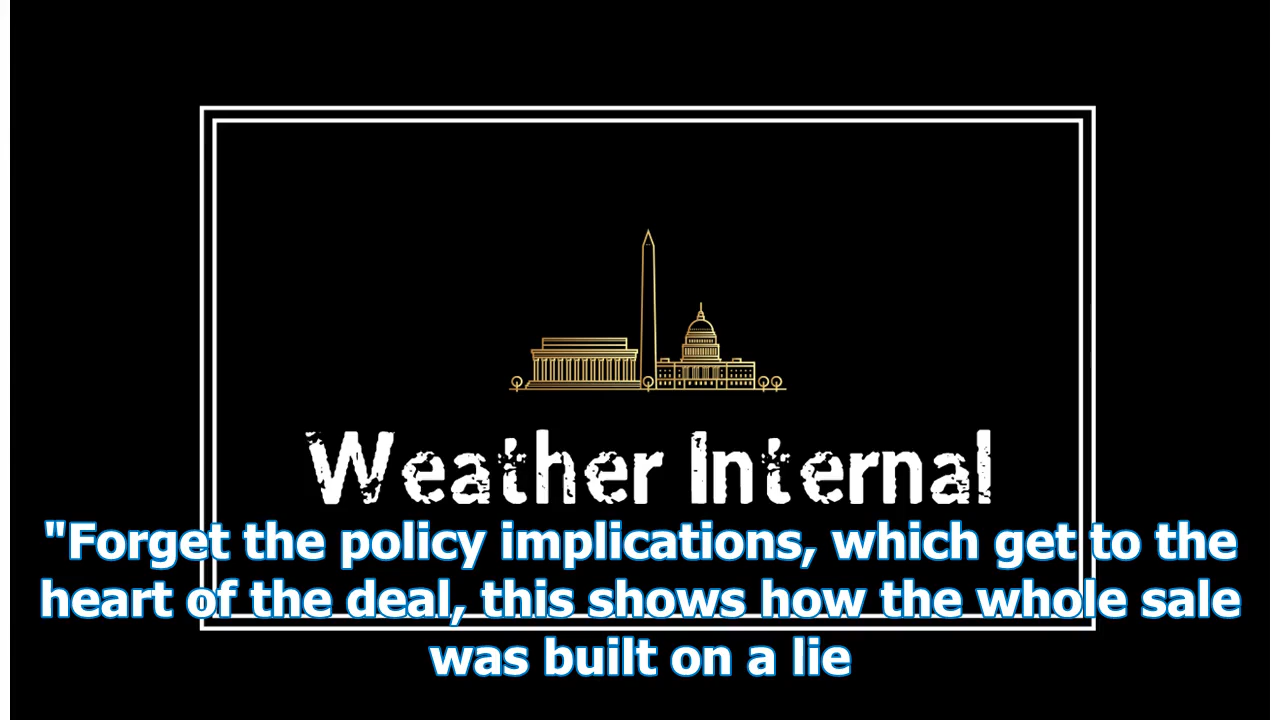 Weather Internal
"Forget the policy implications, which get to the
heart of the deal, this shows how the whole sale
was built on a lie